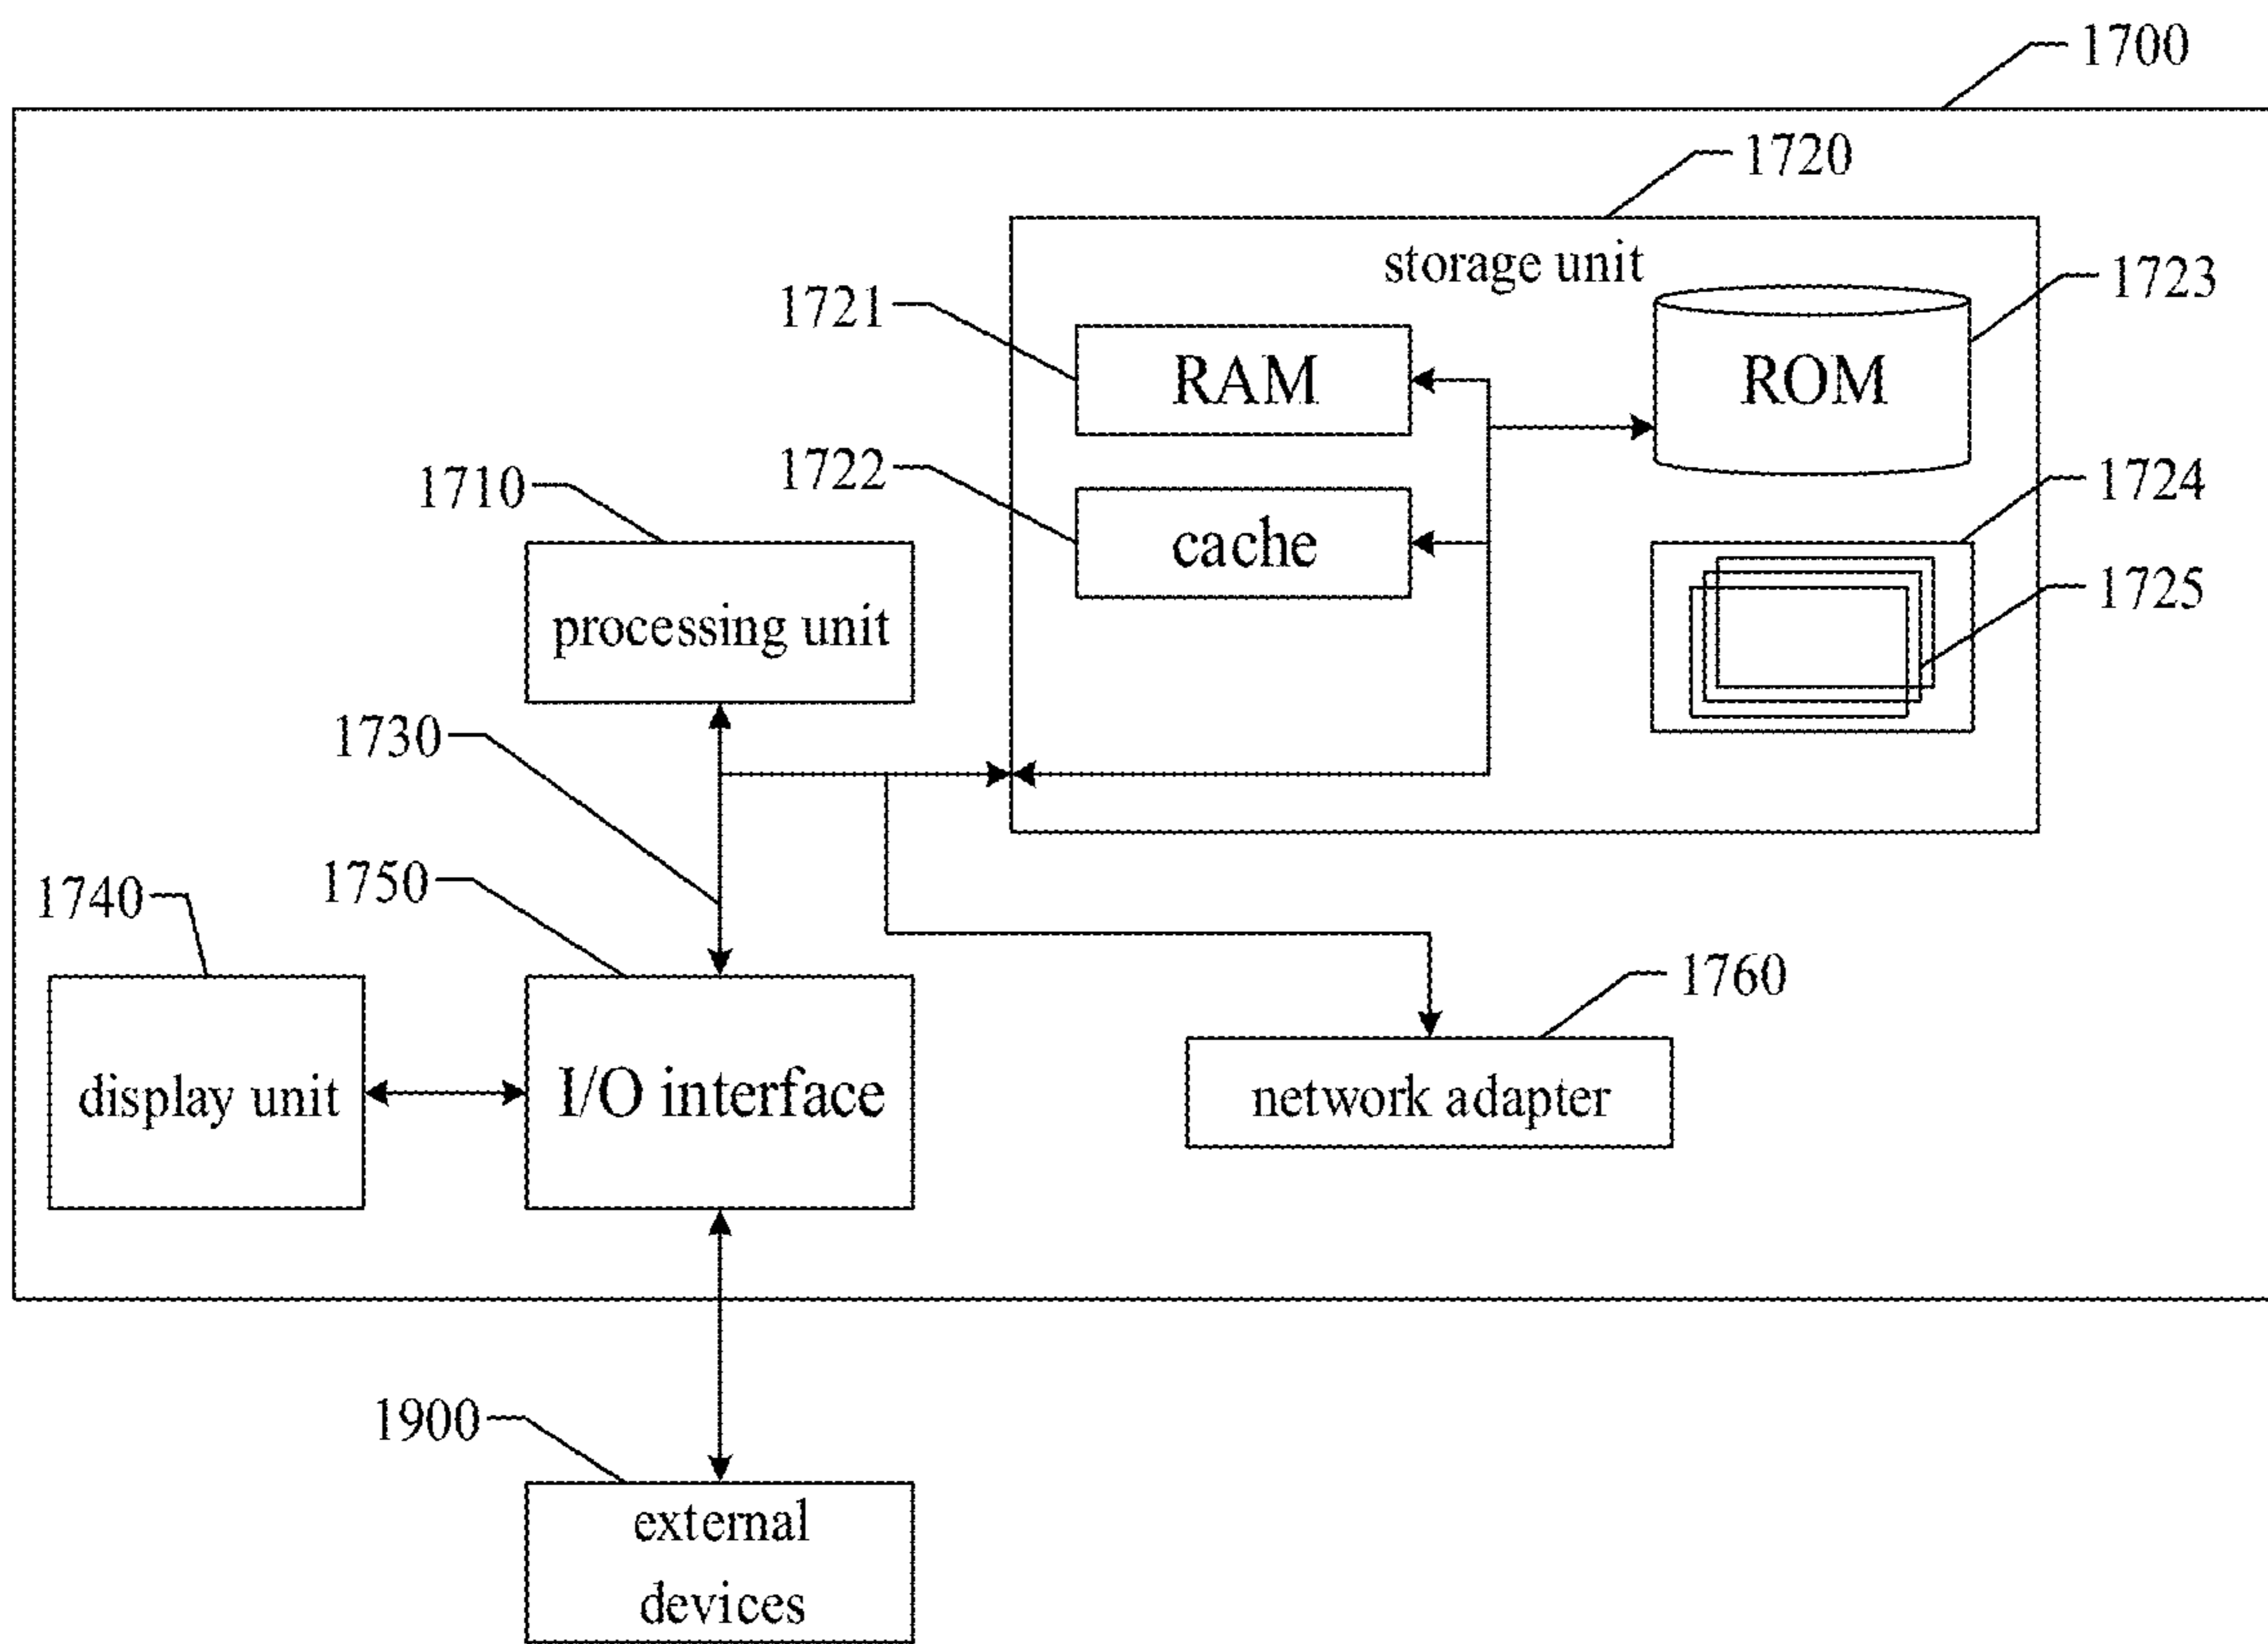 1700
1720
storage unit
1723
1721
RAM
ROM
1722
1724
1710
cache
1725
processing unit
1730
1750
1740
1760
display unit
I/O interface
network adapter
1900
external
devices